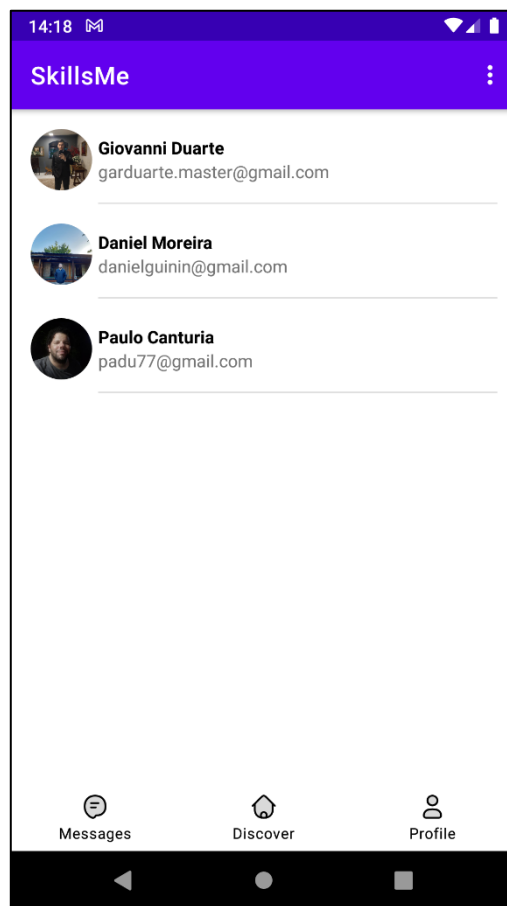 14:18
SkillsMe
Giovanni Duarte
garduarte.master@gmail.com
Daniel Moreira
danielguinin@gmail.com
Paulo Canturia
padu77@gmail.com
Messages Discover Profile